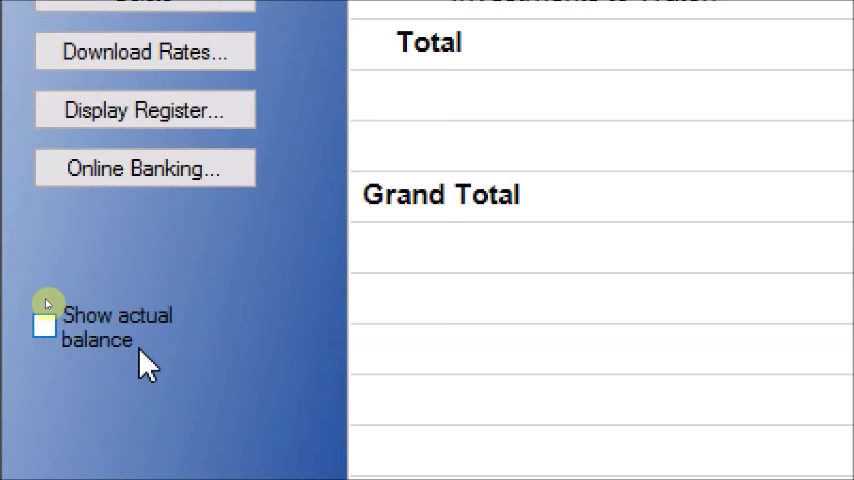 Download Rates...
Total
Display Register...
Online Banking...
Grand Total
Show actual
balance